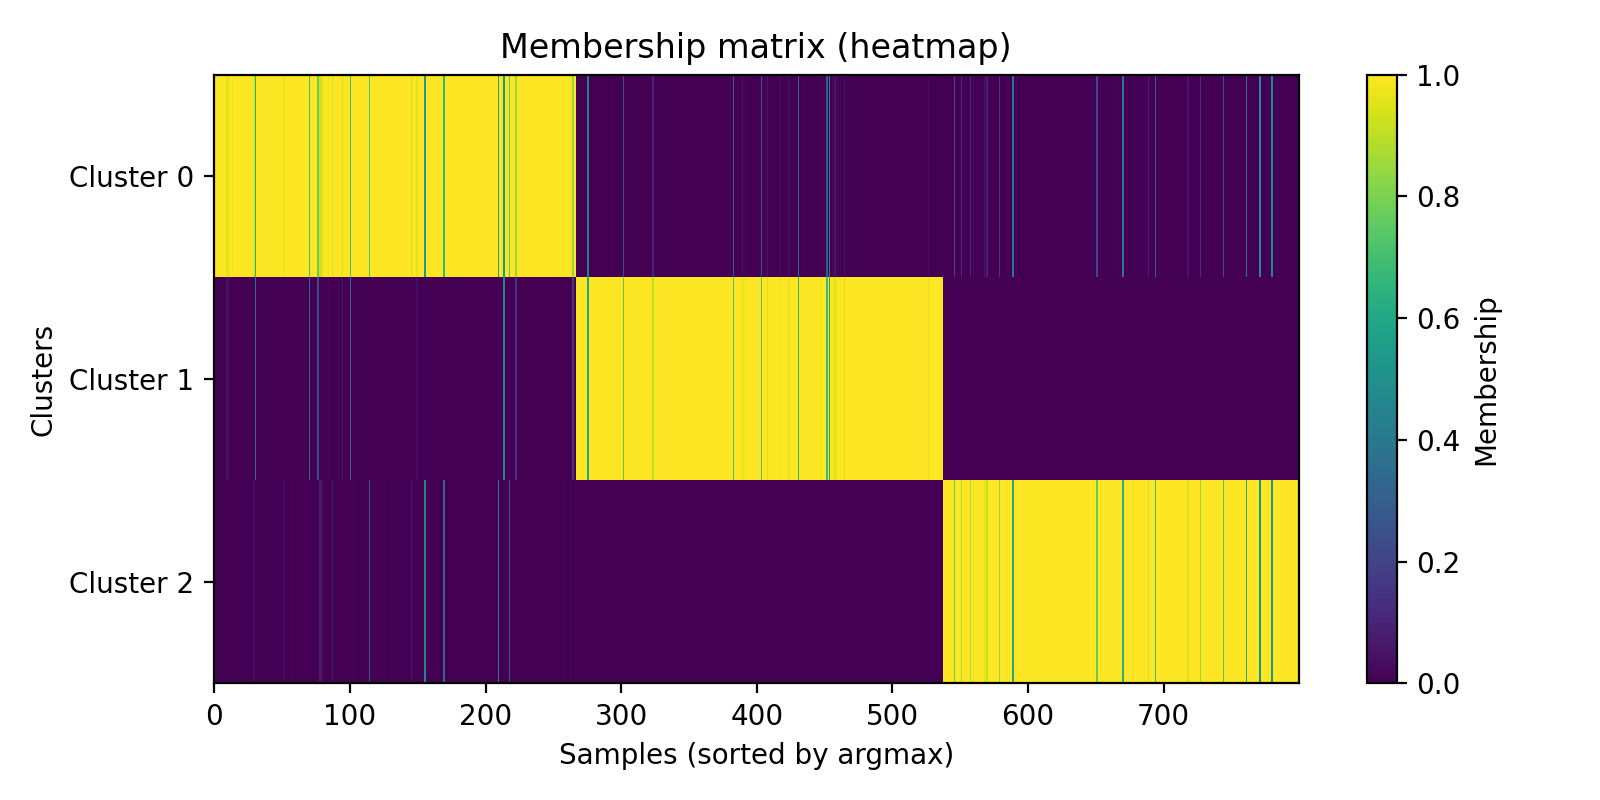 Membership matrix (heatmap)
Clusters
Cluster 0
Cluster 1
Cluster 2
0 100 200 300 400 500 600 700
Samples (sorted by argmax)
1.0
0.8
0.6
0.4
0.2
0.0
Membership